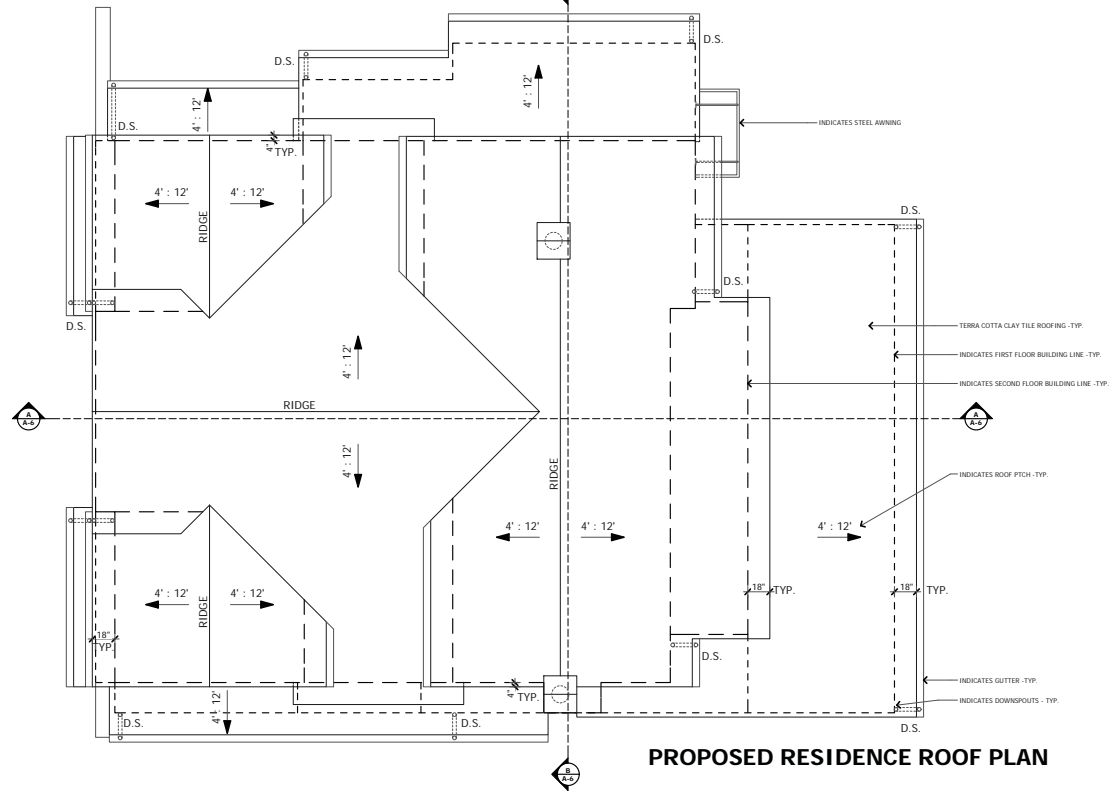 D.S.
D.S.
4' : 12'
4' : 12'
D.S.
INDICATES STEEL AWNING
4"
TYP.
4' : 12'
4' : 12'
RIDGE
D.S.
D.S.
D.S.
TERRA COTTA CLAY TILE ROOFING -TYP.
4' : 12'
INDICATES FIRST FLOOR BUILDING LINE -TYP.
INDICATES SECOND FLOOR BUILDING LINE -TYP.
RIDGE
A
A-6
A
A-6
4' : 12'
RIDGE
INDICATES ROOF PTCH -TYP.
4' : 12'
4' : 12'
4' : 12'
4' : 12'
4' : 12'
RIDGE
18"
TYP.
18"
TYP.
18"
TYP.
D.S.
4"
TYP.
INDICATES GUTTER -TYP.
4' : 12'
INDICATES DOWNSPOUTS - TYP.
D.S.
D.S.
D.S.
PROPOSED RESIDENCE ROOF PLAN
B
A-6